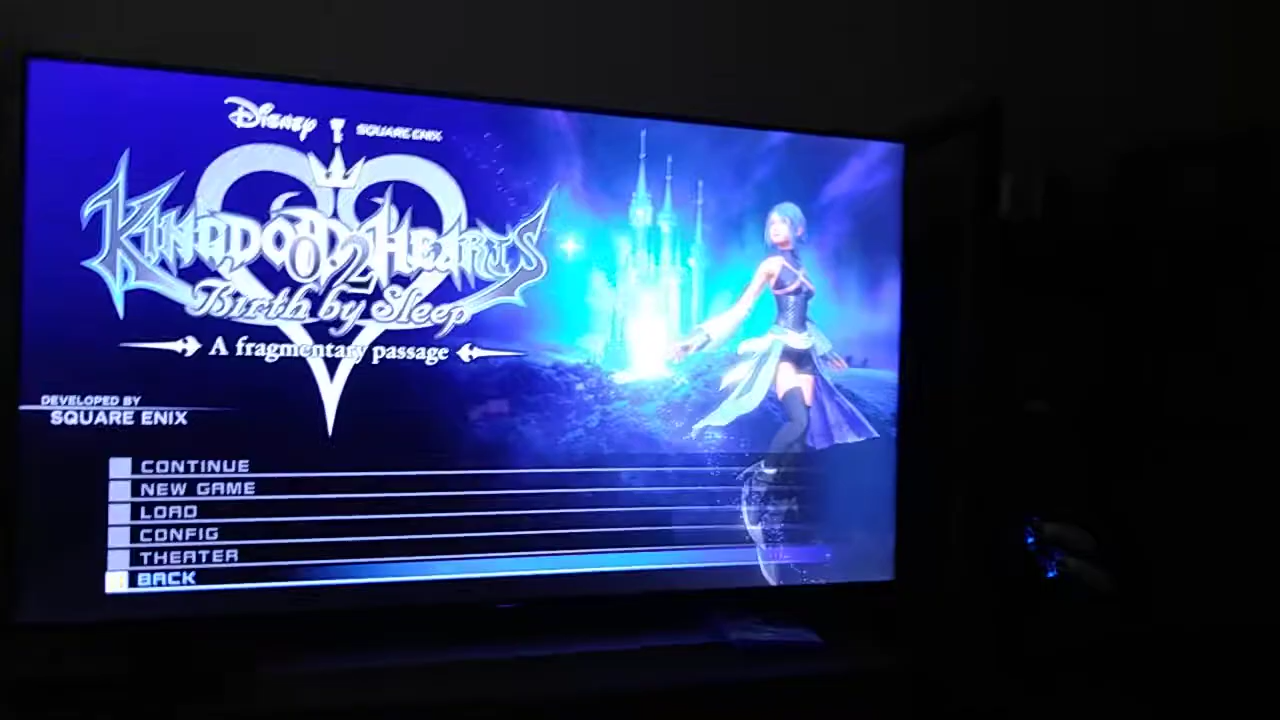 Disney SQUARE ENIX
KINGDOM HEARTS
0.2
Birth by Sleep
A fragmentary passage
DEVELOPED BY
SQUARE ENIX
CONTINUE
NEW GAME
LOAD
CONFIG
THEATER
BACK